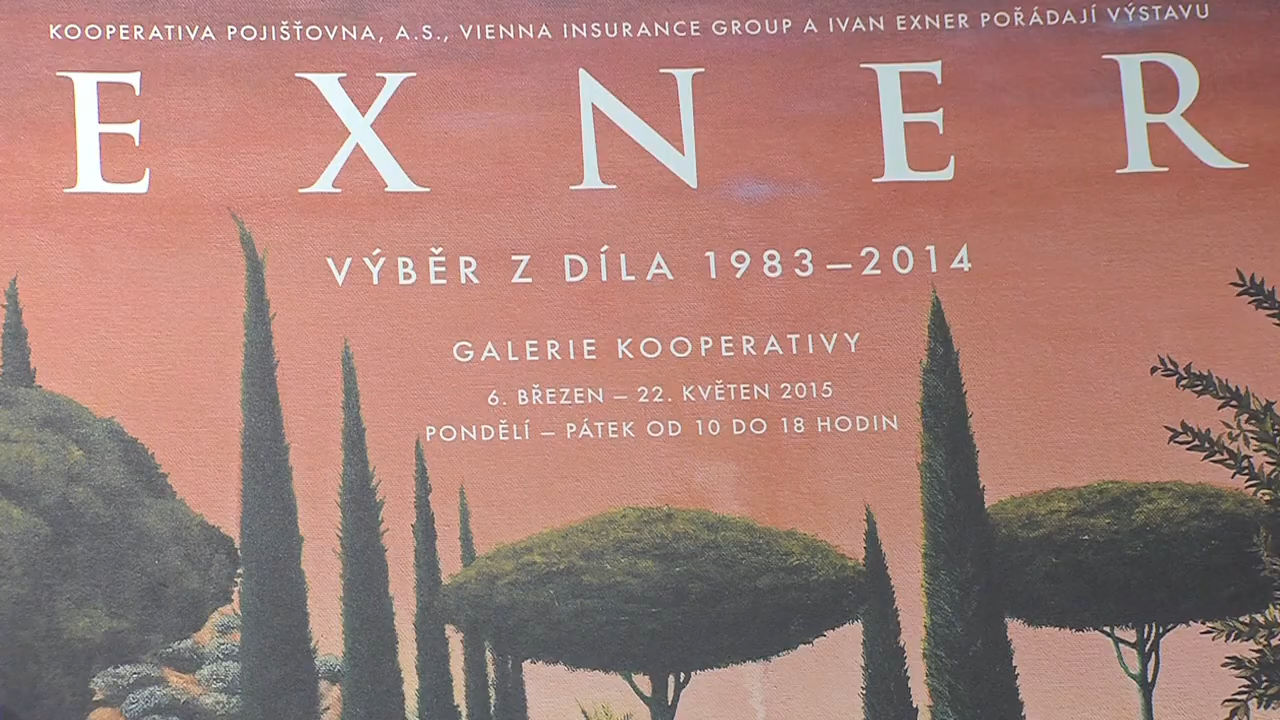 KOOPERATIVA POJIŠŤOVNA, A.S., VIENNA INSURANCE GROUP A IVAN EXNER POŘÁDAJÍ VÝSTAVU
EXNER
VÝBĚR Z DÍLA 1983–2014
GALERIE KOOPERATIVY
6. BŘEZEN – 22. KVĚTEN 2015
PONDĚLÍ – PÁTEK OD 10 DO 18 HODIN